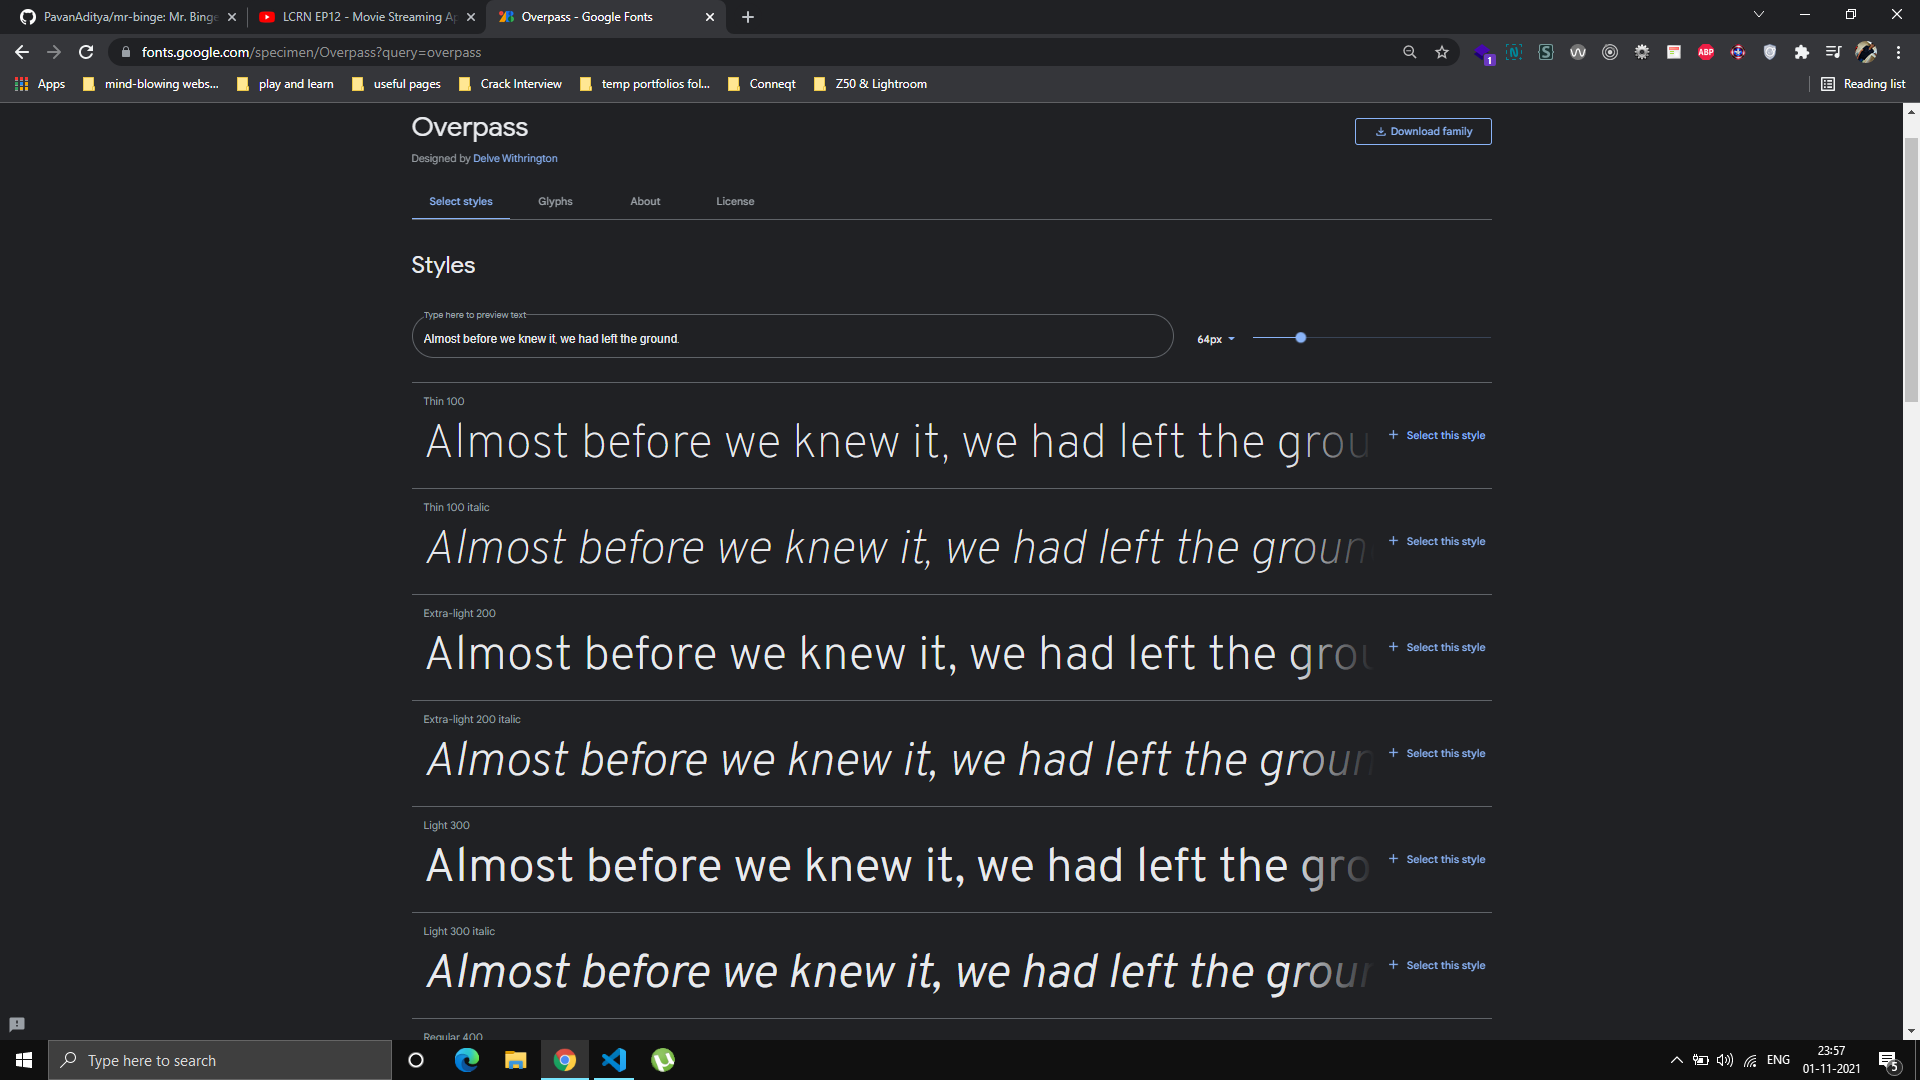 PavanAditya/mr-binge: Mr. Binge
LCRN EP12 - Movie Streaming Ap
Overpass - Google Fonts
fonts.google.com/specimen/Overpass?query=overpass
1
ABP
Apps
mind-blowing webs...
play and learn
useful pages
Crack Interview
temp portfolios fol...
Conneqt
Z50 & Lightroom
Reading list
Overpass
Download family
Designed by Delve Withrington
Select styles
Glyphs
About
License
Styles
Type here to preview text
Almost before we knew it, we had left the ground.
64px
Thin 100
Almost before we knew it, we had left the grou
Select this style
Thin 100 italic
Almost before we knew it, we had left the groun
Select this style
Extra-light 200
Almost before we knew it, we had left the grou
Select this style
Extra-light 200 italic
Almost before we knew it, we had left the groun
Select this style
Light 300
Almost before we knew it, we had left the gro
Select this style
Light 300 italic
Almost before we knew it, we had left the groun
Select this style
Regular 400
Type here to search
ENG
23:57
01-11-2021
5